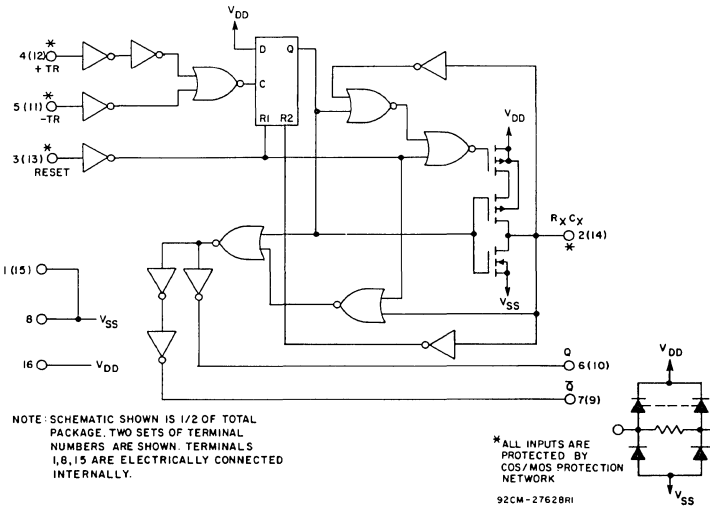 VDD
*
4(12)
+ TR
D
Q
C
*
5(11)
-TR
R1 R2
*
3(13)
RESET
VDD
RXCX
2(14)
*
VSS
1(15)
8
VSS
16
VDD
Q
6(10)
Q̅
7(9)
VDD
NOTE: SCHEMATIC SHOWN IS 1/2 OF TOTAL
PACKAGE. TWO SETS OF TERMINAL
NUMBERS ARE SHOWN. TERMINALS
1,8,15 ARE ELECTRICALLY CONNECTED
INTERNALLY.
*ALL INPUTS ARE
PROTECTED BY
COS/MOS PROTECTION
NETWORK
VSS
92CM-27628R1